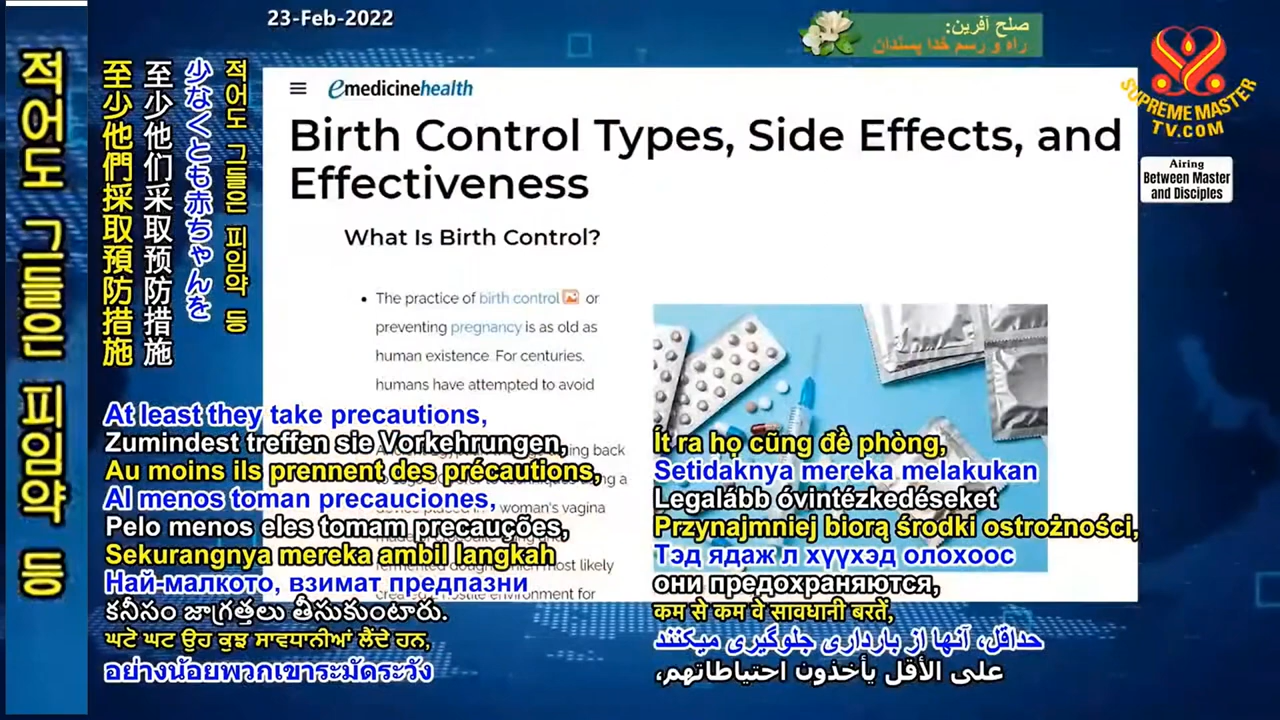 23-Feb-2022
صلح آفرین:
راه و رسم خدا پسندان
SUPREME MASTER
TV.COM
Airing
Between Master
and Disciples
적어도 그들은 피임약 등
至少他們採取預防措施
至少他们采取预防措施
少なくとも赤ちゃんを
적어도 그들은 피임약 등
emedicinehealth
Birth Control Types, Side Effects, and
Effectiveness
What Is Birth Control?
• The practice of birth control or
preventing pregnancy is as old as
human existence. For centuries,
humans have attempted to avoid
At least they take precautions,
Zumindest treffen sie Vorkehrungen,
Au moins ils prennent des précautions,
Al menos toman precauciones,
Pelo menos eles tomam precauções,
Sekurangnya mereka ambil langkah
Най-малкото, взимат предпазни
కనీసం జాగ్రత్తలు తీసుకుంటారు.
ਘਟੋ ਘਟ ਉਹ ਕੁਝ ਸਾਵਧਾਨੀਆਂ ਲੈਂਦੇ ਹਨ,
อย่างน้อยพวกเขาระมัดระวัง
ing back
a
woman's vagina
most likely
environment for
Ít ra họ cũng đề phòng,
Setidaknya mereka melakukan
Legalább óvintézkedéseket
Przynajmniej biorą środki ostrożności,
Тэд ядаж л хүүхэд олохоос
они предохраняются,
कम से कम वे सावधानी बरतें,
حداقل، آنها از بارداری جلوگیری میکنند
على الأقل يأخذون احتياطاتهم،